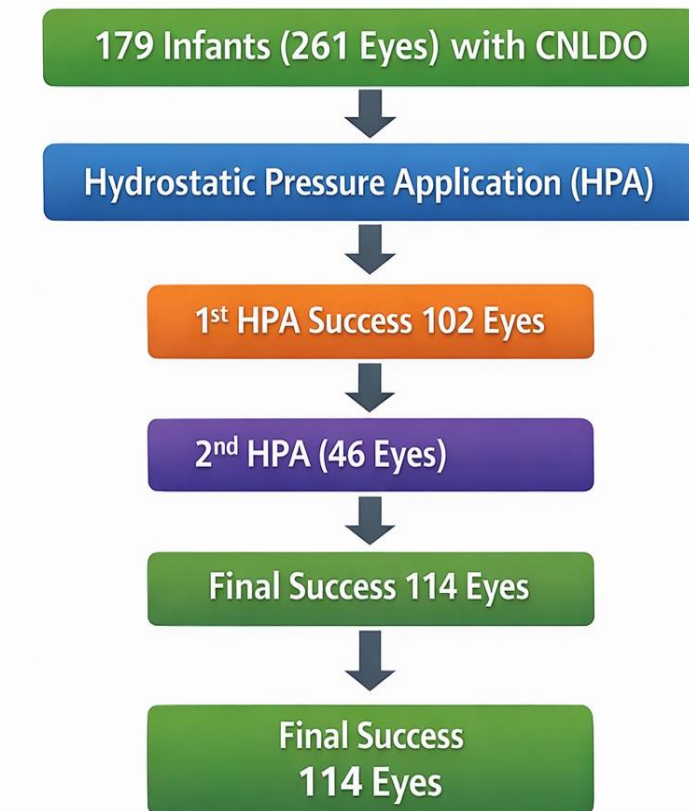 179 Infants (261 Eyes) with CNLDO
Hydrostatic Pressure Application (HPA)
1st HPA Success 102 Eyes
2nd HPA (46 Eyes)
Final Success 114 Eyes
Final Success
114 Eyes